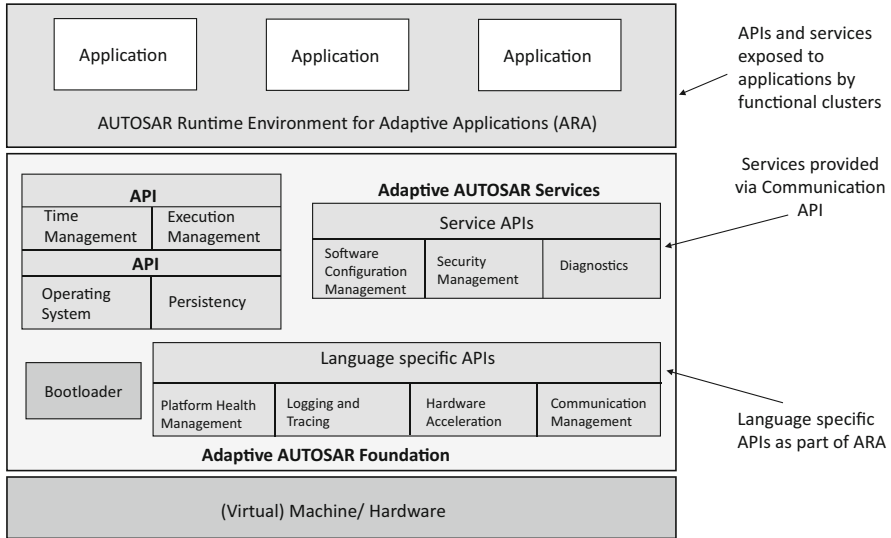 Application
Application
Application
AUTOSAR Runtime Environment for Adaptive Applications (ARA)
APIs and services
exposed to
applications by
functional clusters
API
Time
Management
Execution
Management
API
Operating
System
Persistency
Adaptive AUTOSAR Services
Service APIs
Software
Configuration
Management
Security
Management
Diagnostics
Services provided
via Communication
API
Bootloader
Language specific APIs
Platform Health
Management
Logging and
Tracing
Hardware
Acceleration
Communication
Management
Adaptive AUTOSAR Foundation
Language specific
APIs as part of ARA
(Virtual) Machine/ Hardware